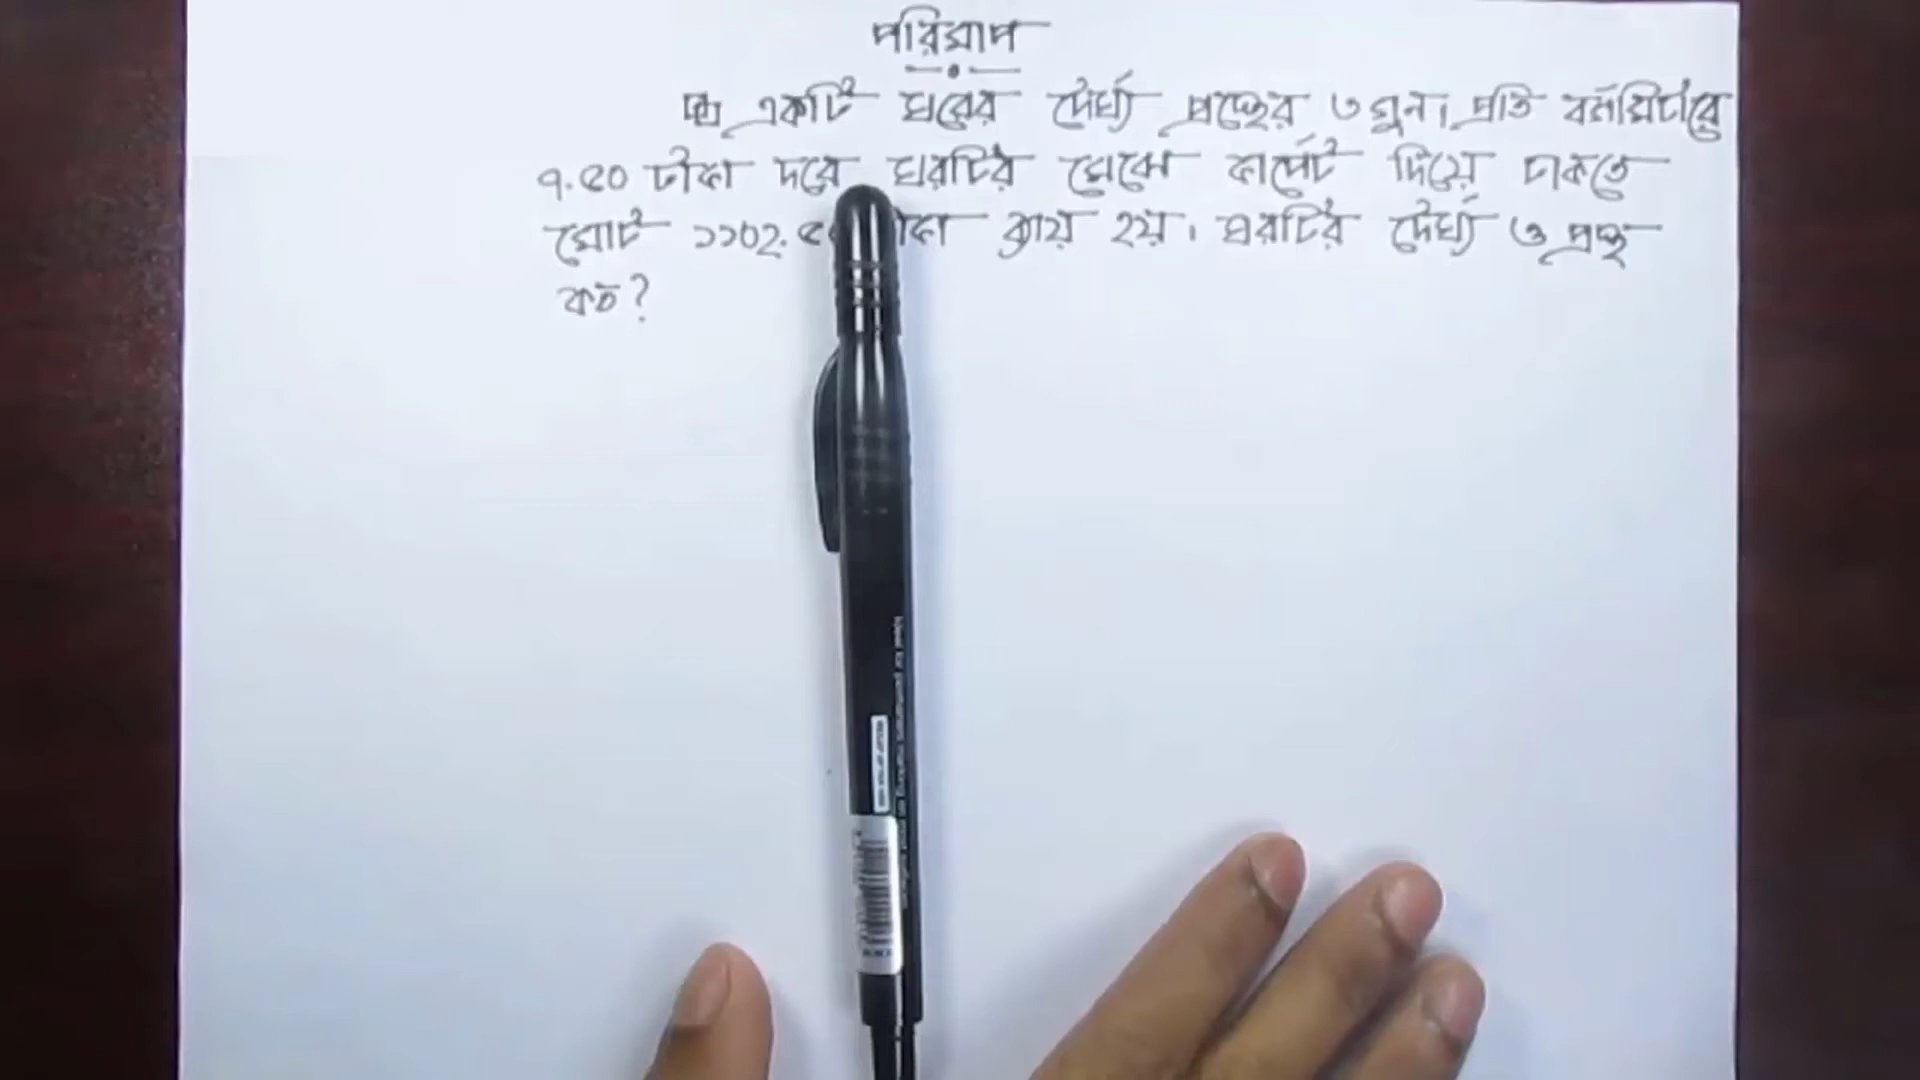 পরিমাপ
একটি ঘরের দৈর্ঘ্য প্রস্থের ৩ গুন। প্রতি বর্গমিটারে
৭.৫০ টাকা দরে ঘরটির মেঝে কার্পেট দিয়ে ঢাকতে
মোট ১১০২.৫ ব্যয় হয়। ঘরটির দৈর্ঘ্য ও প্রস্থ
কত?